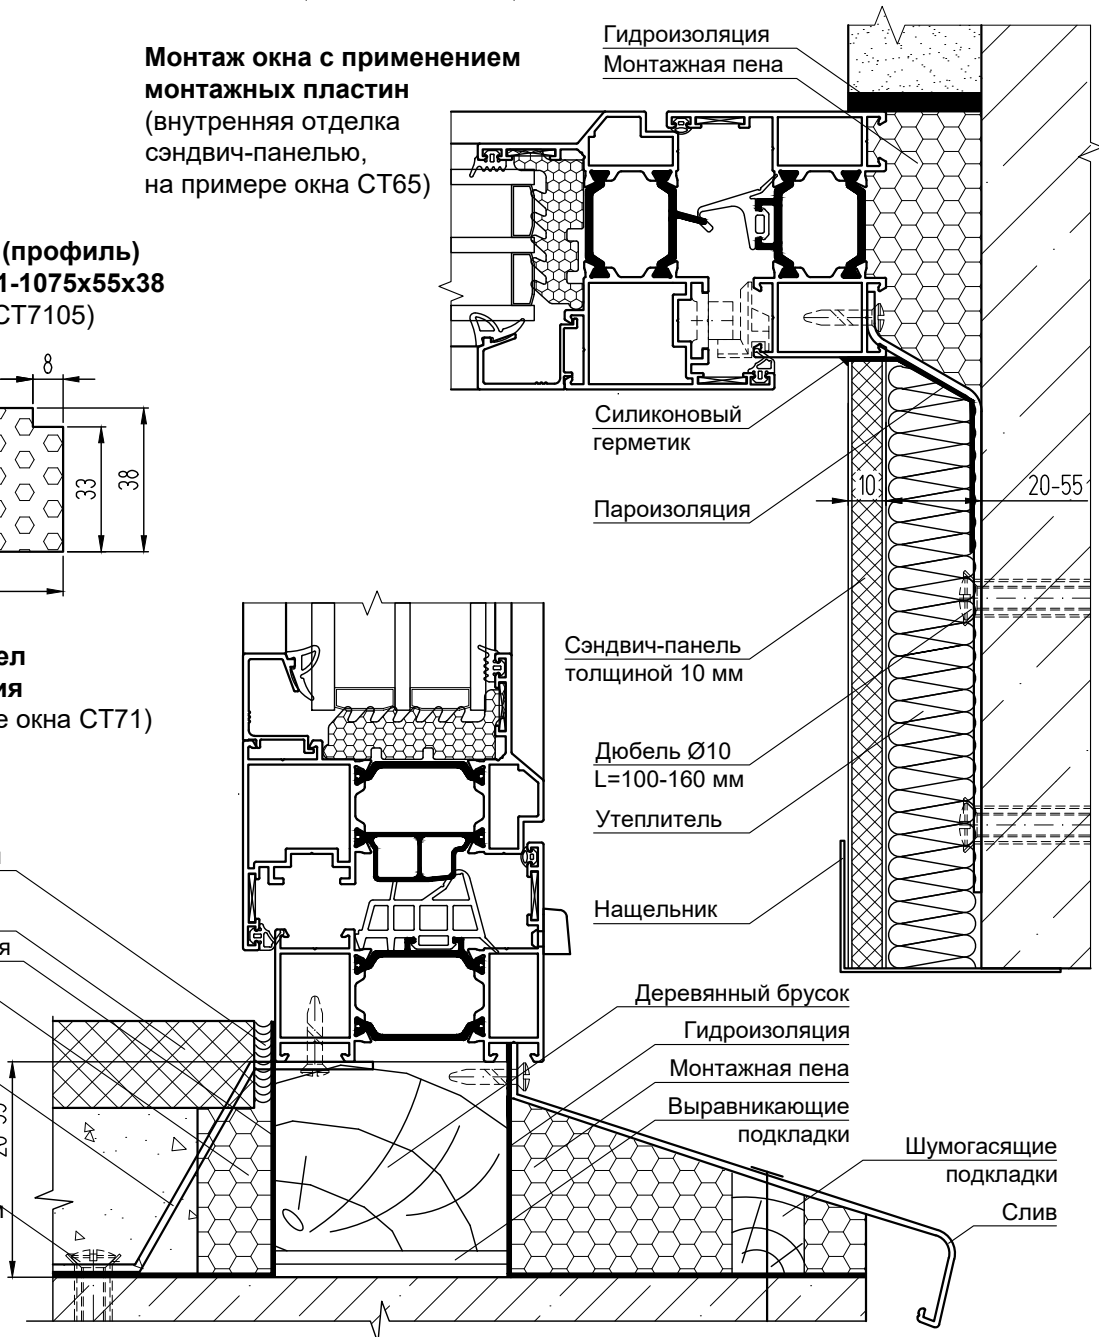 Монтаж окна с применением
монтажных пластин
(внутренняя отделка
сэндвич-панелью,
на примере окна СТ65)
Гидроизоляция
Монтажная пена
(профиль)
1-1075х55х38
СТ7105)
8
33
38
Силиконовый
герметик
Пароизоляция
10
20-55
Сэндвич-панель
толщиной 10 мм
Дюбель Ø10
L=100-160 мм
Утеплитель
Нащельник
ел
ия
е окна СТ71)
я
Деревянный брусок
Гидроизоляция
Монтажная пена
Выравникающие
подкладки
Шумогасящие
подкладки
Слив